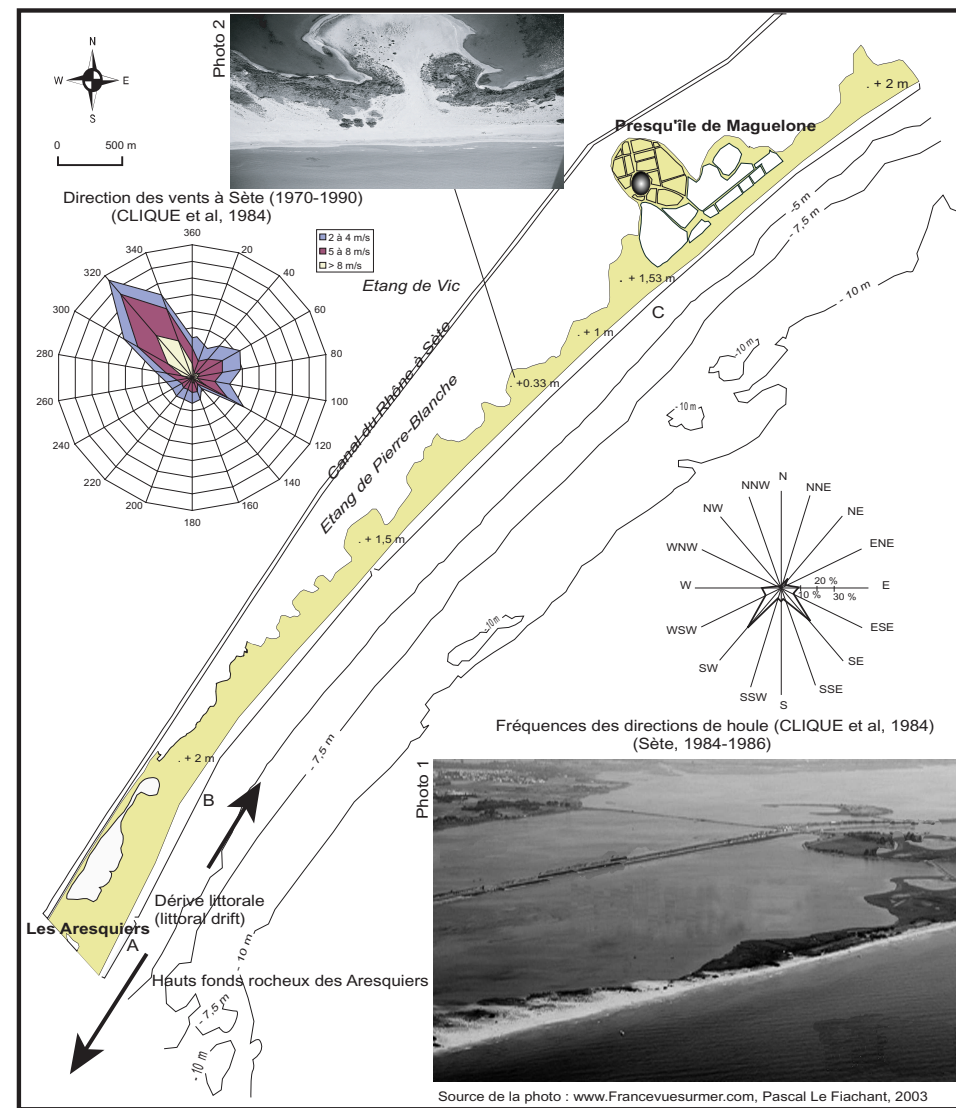 Photo 2
N
W
E
S
0
500 m
Direction des vents à Sète (1970-1990)
(CLIQUE et al, 1984)
360
20
40
60
80
100
120
140
180
200
220
240
260
280
300
320
340
2 à 4 m/s
5 à 8 m/s
> 8 m/s
Etang de Vic
Canal du Rhône à Sète
Etang de Pierre-Blanche
. + 2 m
Presqu'île de Maguelone
-5 m
- 7,5 m
- 10 m
. + 1,53 m
C
. + 1 m
-10 m
- 10 m
. +0.33 m
. + 1,5 m
-10 m
N
NNE
NE
ENE
E
ESE
SE
SSE
S
SSW
SW
WSW
W
WNW
NW
NNW
10 %
20 %
30 %
Fréquences des directions de houle (CLIQUE et al, 1984)
(Sète, 1984-1986)
. + 2 m
- 7,5 m
B
Dérive littorale
(littoral drift)
Les Aresquiers
A
- 10 m
Hauts fonds rocheux des Aresquiers
- 7,5 m
- 10 m
Photo 1
Source de la photo : www.Francevuesurmer.com, Pascal Le Fiachant, 2003